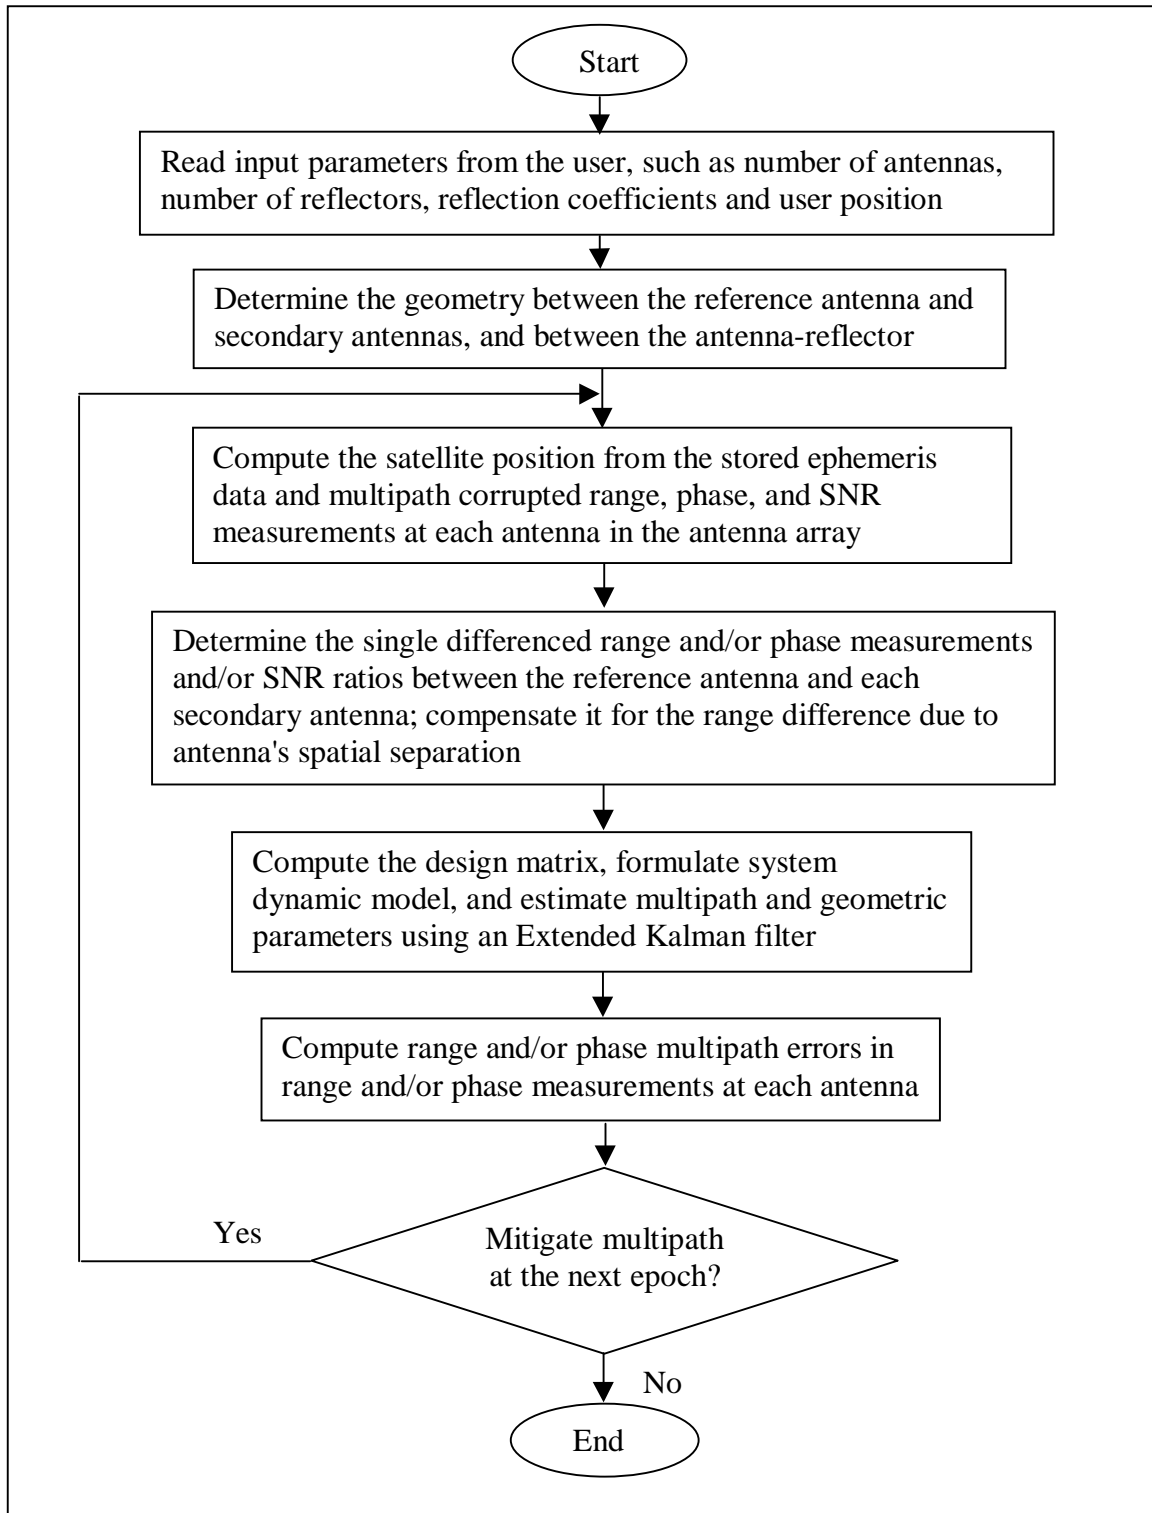 Start
Read input parameters from the user, such as number of antennas,
number of reflectors, reflection coefficients and user position
Determine the geometry between the reference antenna and
secondary antennas, and between the antenna-reflector
Compute the satellite position from the stored ephemeris
data and multipath corrupted range, phase, and SNR
measurements at each antenna in the antenna array
Determine the single differenced range and/or phase measurements
and/or SNR ratios between the reference antenna and each
secondary antenna; compensate it for the range difference due to
antenna's spatial separation
Compute the design matrix, formulate system
dynamic model, and estimate multipath and geometric
parameters using an Extended Kalman filter
Compute range and/or phase multipath errors in
range and/or phase measurements at each antenna
Yes
Mitigate multipath
at the next epoch?
No
End